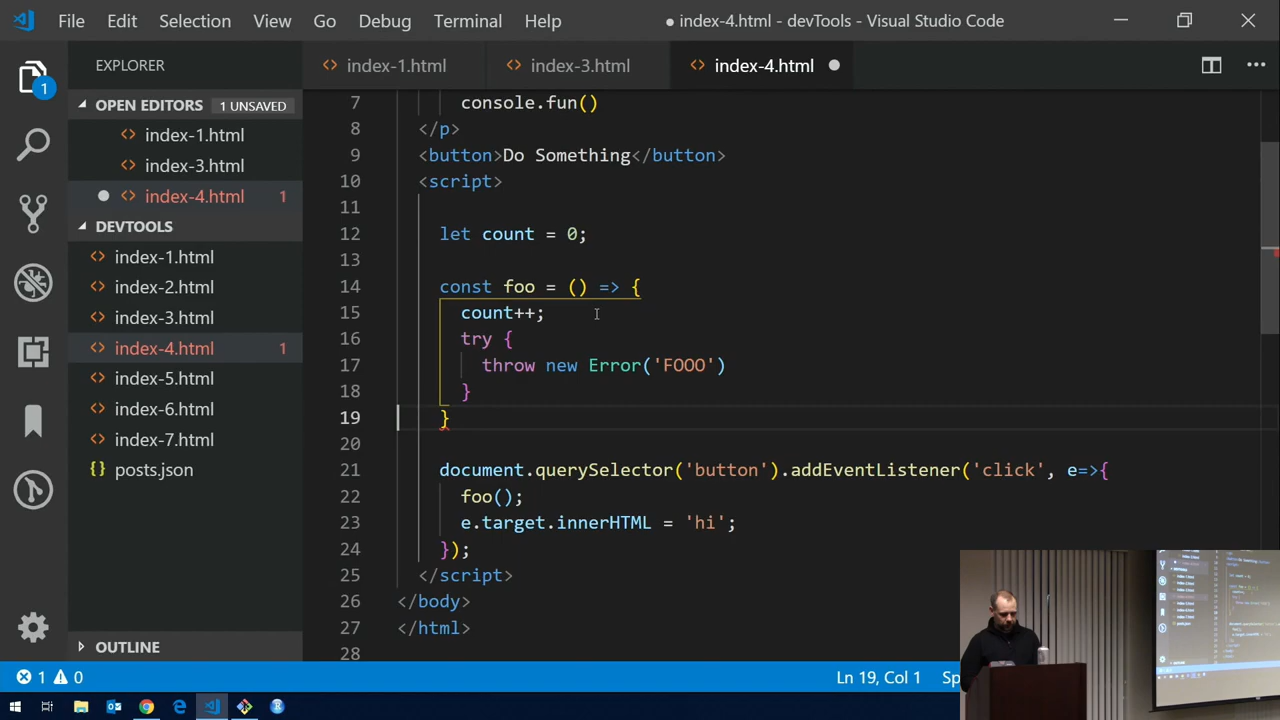 File Edit Selection View Go Debug Terminal Help
● index-4.html - devTools - Visual Studio Code
EXPLORER
OPEN EDITORS 1 UNSAVED
index-1.html
index-3.html
index-4.html 1
DEVTOOLS
index-1.html
index-2.html
index-3.html
index-4.html 1
index-5.html
index-6.html
index-7.html
{} posts.json
OUTLINE
1
index-1.html index-3.html index-4.html
7 console.fun()
8 </p>
9 <button>Do Something</button>
10 <script>
11
12 let count = 0;
13
14 const foo = () => {
15 count++;
16 try {
17 throw new Error('FOOO')
18 }
19 }
20
21 document.querySelector('button').addEventListener('click', e=>{
22 foo();
23 e.target.innerHTML = 'hi';
24 });
25 </script>
26 </body>
27 </html>
28
1 0
Ln 19, Col 1